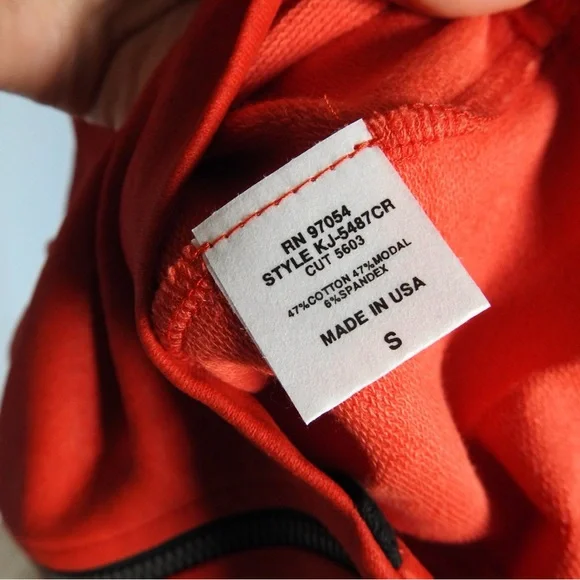 RN 97054
STYLE KJ-5487CR
CUT 5603
47%COTTON 47%MODAL
6%SPANDEX
MADE IN USA
S